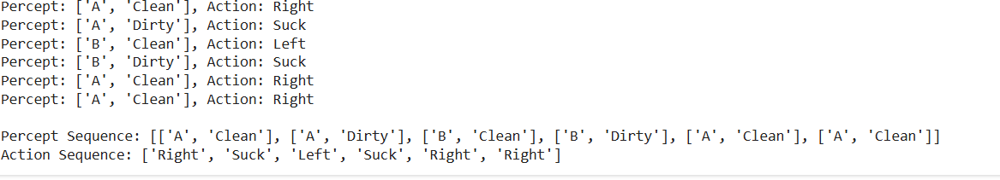 Percept: ['A', 'Clean'], Action: Right
Percept: ['A', 'Dirty'], Action: Suck
Percept: ['B', 'Clean'], Action: Left
Percept: ['B', 'Dirty'], Action: Suck
Percept: ['A', 'Clean'], Action: Right
Percept: ['A', 'Clean'], Action: Right
Percept Sequence: [['A', 'Clean'], ['A', 'Dirty'], ['B', 'Clean'], ['B', 'Dirty'], ['A', 'Clean'], ['A', 'Clean']]
Action Sequence: ['Right', 'Suck', 'Left', 'Suck', 'Right', 'Right']